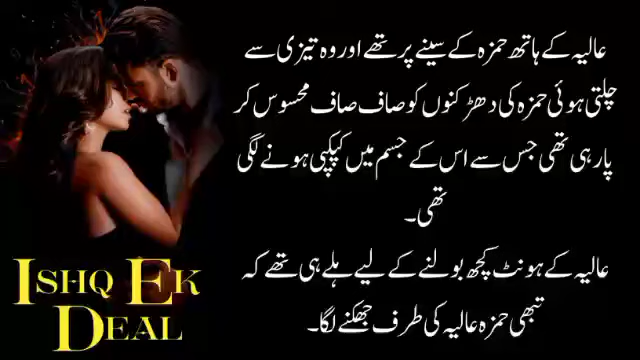 عالیہ کے ہاتھ حمزہ کے سینے پر تھے اور وہ تیزی سے
چلتی ہوئی حمزہ کی دھڑکنوں کو صاف صاف محسوس کر
پا رہی تھی جس سے اس کے جسم میں کپکپی ہونے لگی
تھی۔
عالیہ کے ہونٹ کچھ بولنے کے لیے ہلے ہی تھے کہ
تبھی حمزہ عالیہ کی طرف جھکنے لگا۔
ISHQ EK
DEAL